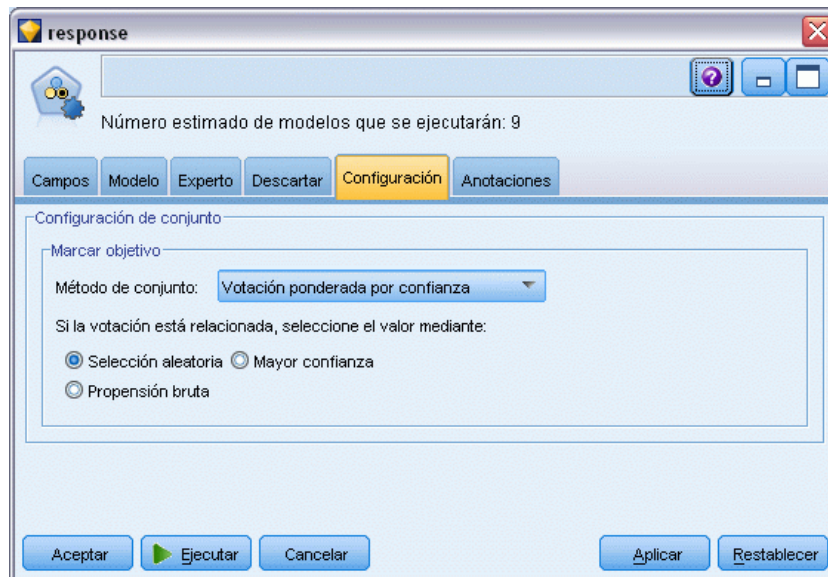 response
Número estimado de modelos que se ejecutarán: 9
Campos Modelo Experto Descartar Configuración Anotaciones
Configuración de conjunto
Marcar objetivo
Método de conjunto: Votación ponderada por confianza
Si la votación está relacionada, seleccione el valor mediante:
Selección aleatoria Mayor confianza
Propensión bruta
Aceptar Ejecutar Cancelar Aplicar Restablecer